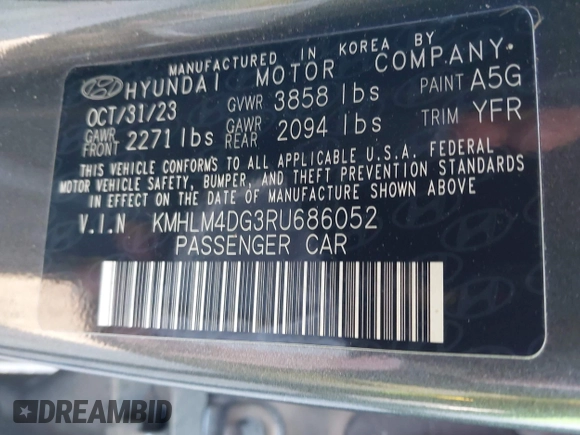 MANUFACTURED IN KOREA BY
HYUNDAI MOTOR COMPANY.
OCT/31/23 GVWR 3858 lbs PAINT A5G
GAWR FRONT 2271 lbs GAWR REAR 2094 lbs TRIM YFR
THIS VEHICLE CONFORMS TO ALL APPLICABLE U.S.A. FEDERAL
MOTOR VEHICLE SAFETY, BUMPER, AND THEFT PREVENTION STANDARDS
IN EFFECT ON THE DATE OF MANUFACTURE SHOWN ABOVE
V.I.N KMHLM4DG3RU686052
PASSENGER CAR
DREAMBID